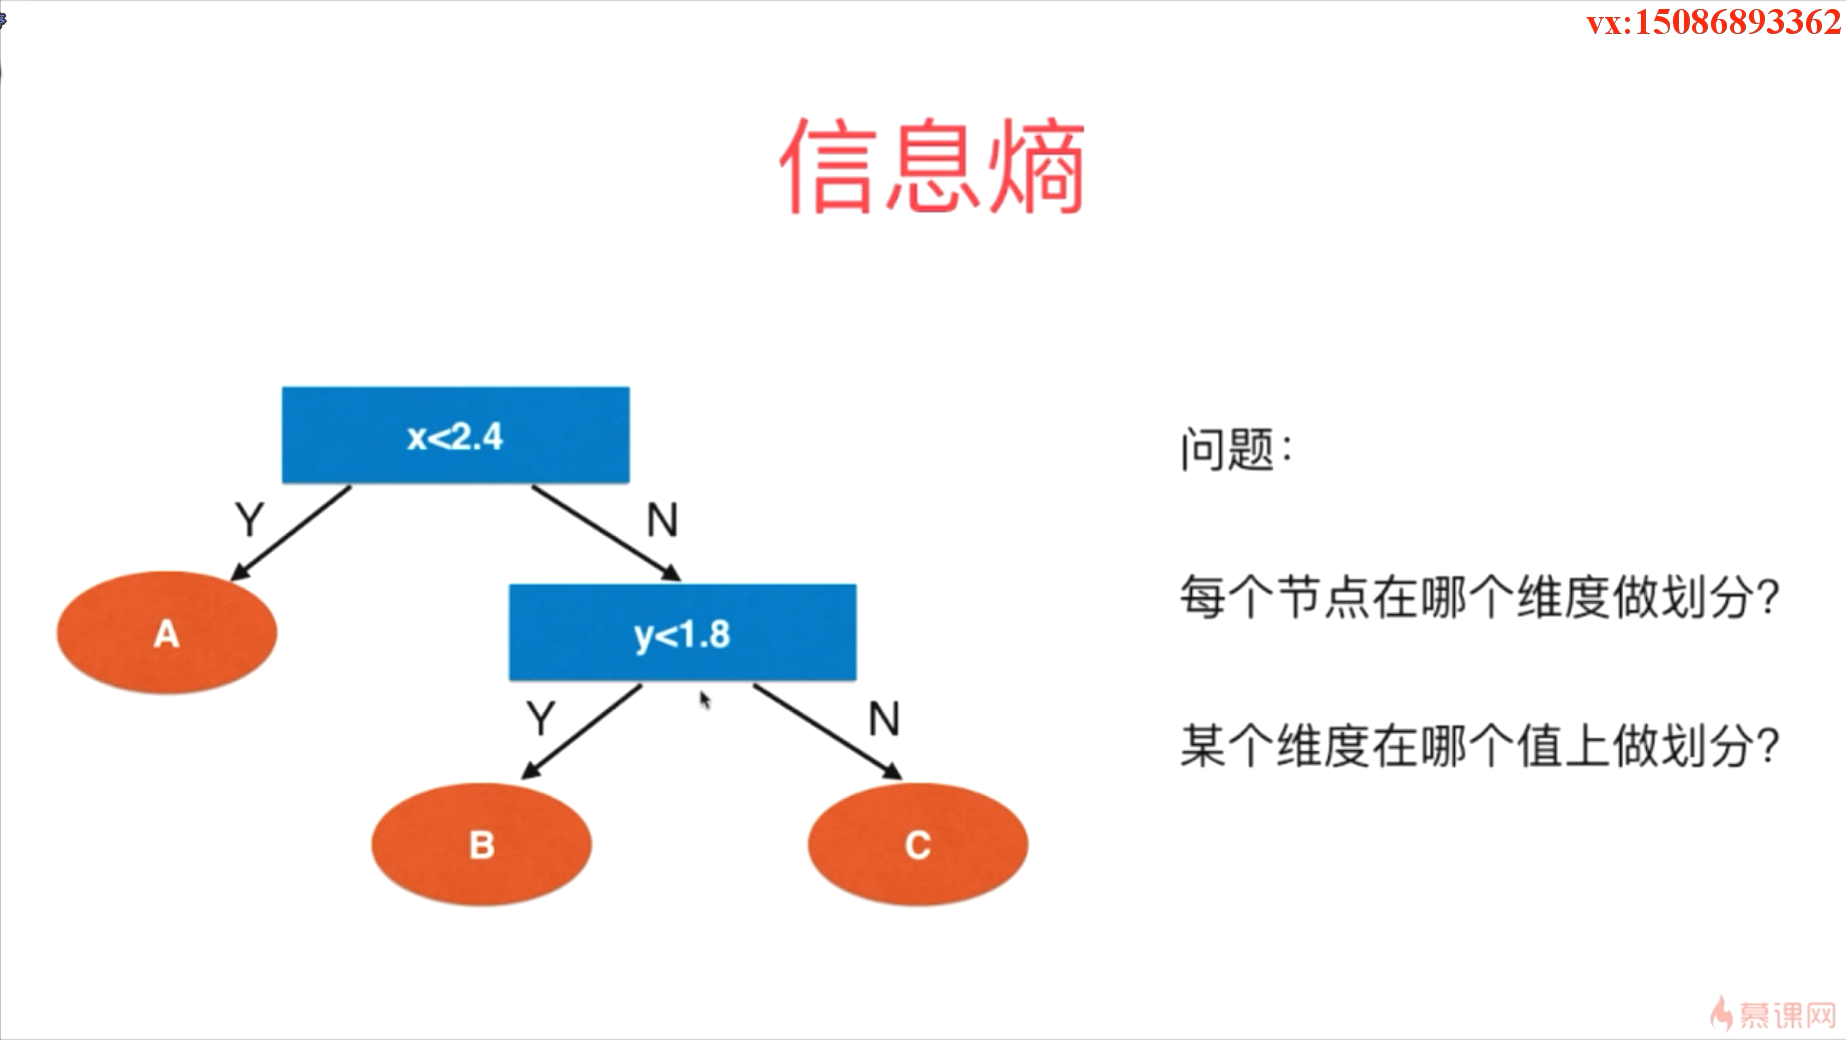 vx:15086893362
信息熵
x<2.4
Y
N
A
y<1.8
Y
N
B
C
问题：
每个节点在哪个维度做划分？
某个维度在哪个值上做划分？
慕课网